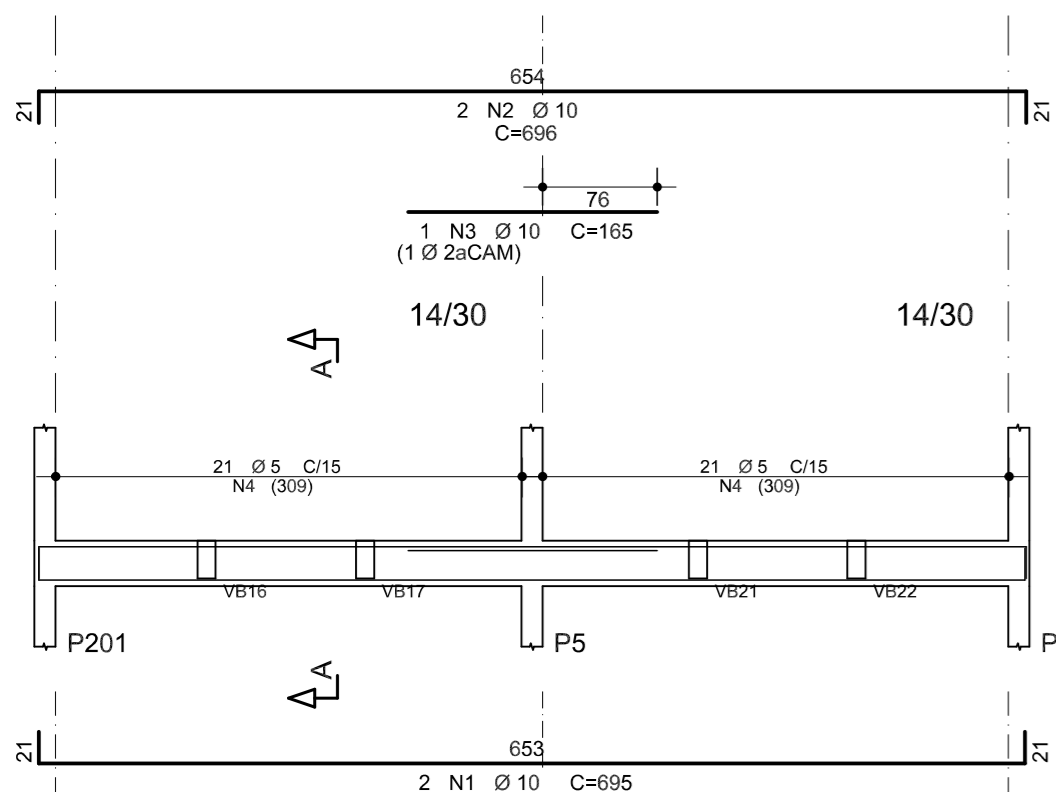 654
21
21
2 N2 Ø 10
C=696
76
1 N3 Ø 10 C=165
(1 Ø 2aCAM)
14/30
14/30
A
21 Ø 5 C/15
21 Ø 5 C/15
N4 (309)
N4 (309)
VB16
VB17
VB21
VB22
P201
P5
P
A
653
21
21
2 N1 Ø 10 C=695